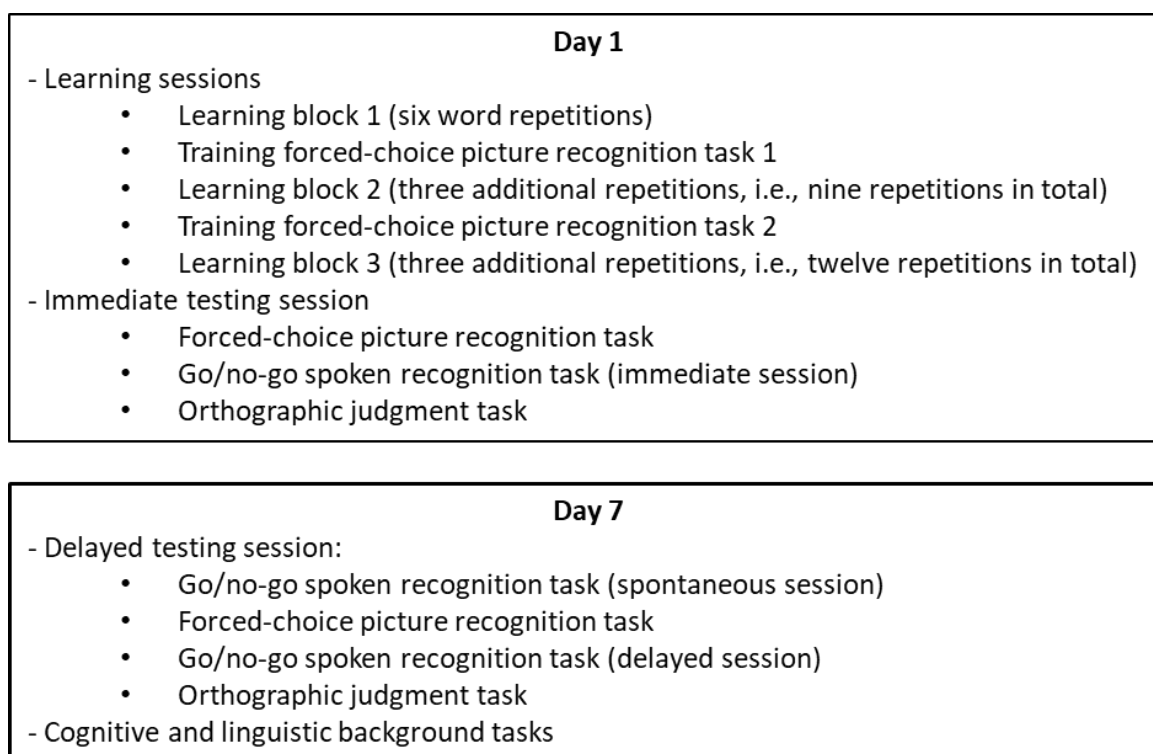 Day 1
- Learning sessions
• Learning block 1 (six word repetitions)
• Training forced-choice picture recognition task 1
• Learning block 2 (three additional repetitions, i.e., nine repetitions in total)
• Training forced-choice picture recognition task 2
• Learning block 3 (three additional repetitions, i.e., twelve repetitions in total)
- Immediate testing session
• Forced-choice picture recognition task
• Go/no-go spoken recognition task (immediate session)
• Orthographic judgment task
Day 7
- Delayed testing session:
• Go/no-go spoken recognition task (spontaneous session)
• Forced-choice picture recognition task
• Go/no-go spoken recognition task (delayed session)
• Orthographic judgment task
- Cognitive and linguistic background tasks